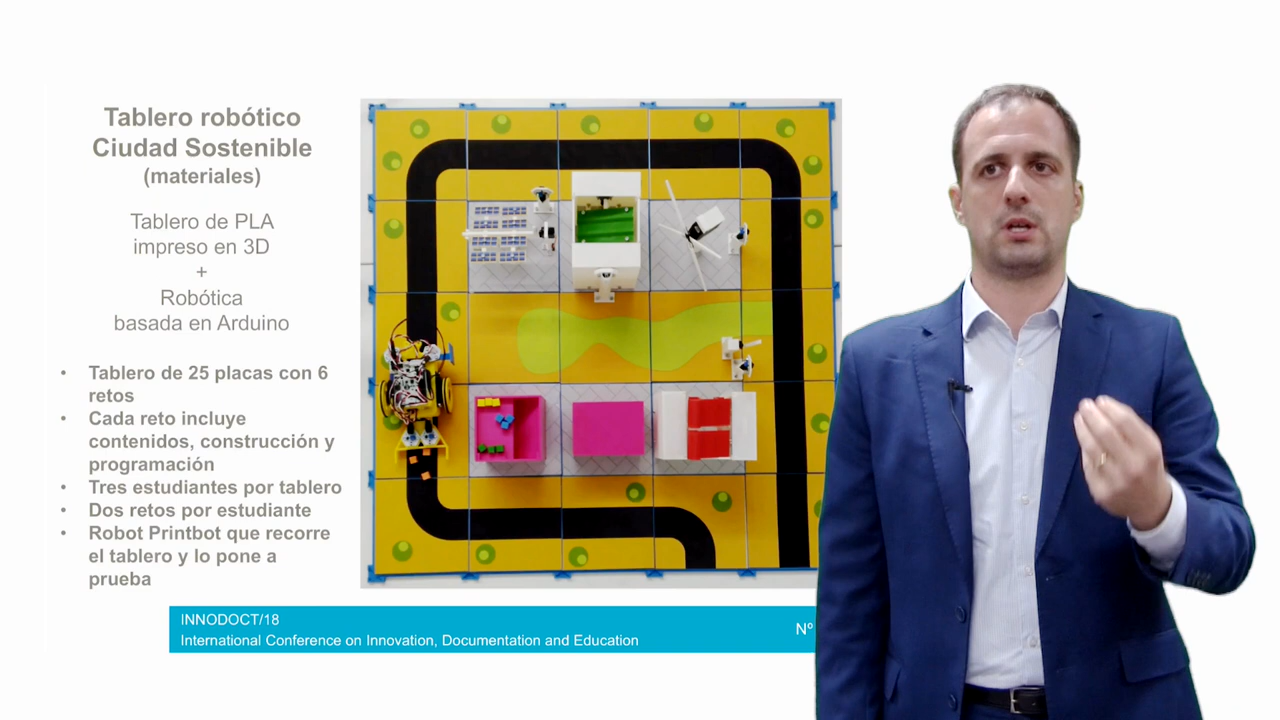 Tablero robótico
Ciudad Sostenible
(materiales)
Tablero de PLA
impreso en 3D
+
Robótica
basada en Arduino
• Tablero de 25 placas con 6
retos
• Cada reto incluye
contenidos, construcción y
programación
• Tres estudiantes por tablero
• Dos retos por estudiante
• Robot Printbot que recorre
el tablero y lo pone a
prueba
INNODOCT/18
International Conference on Innovation, Documentation and Education
Nº